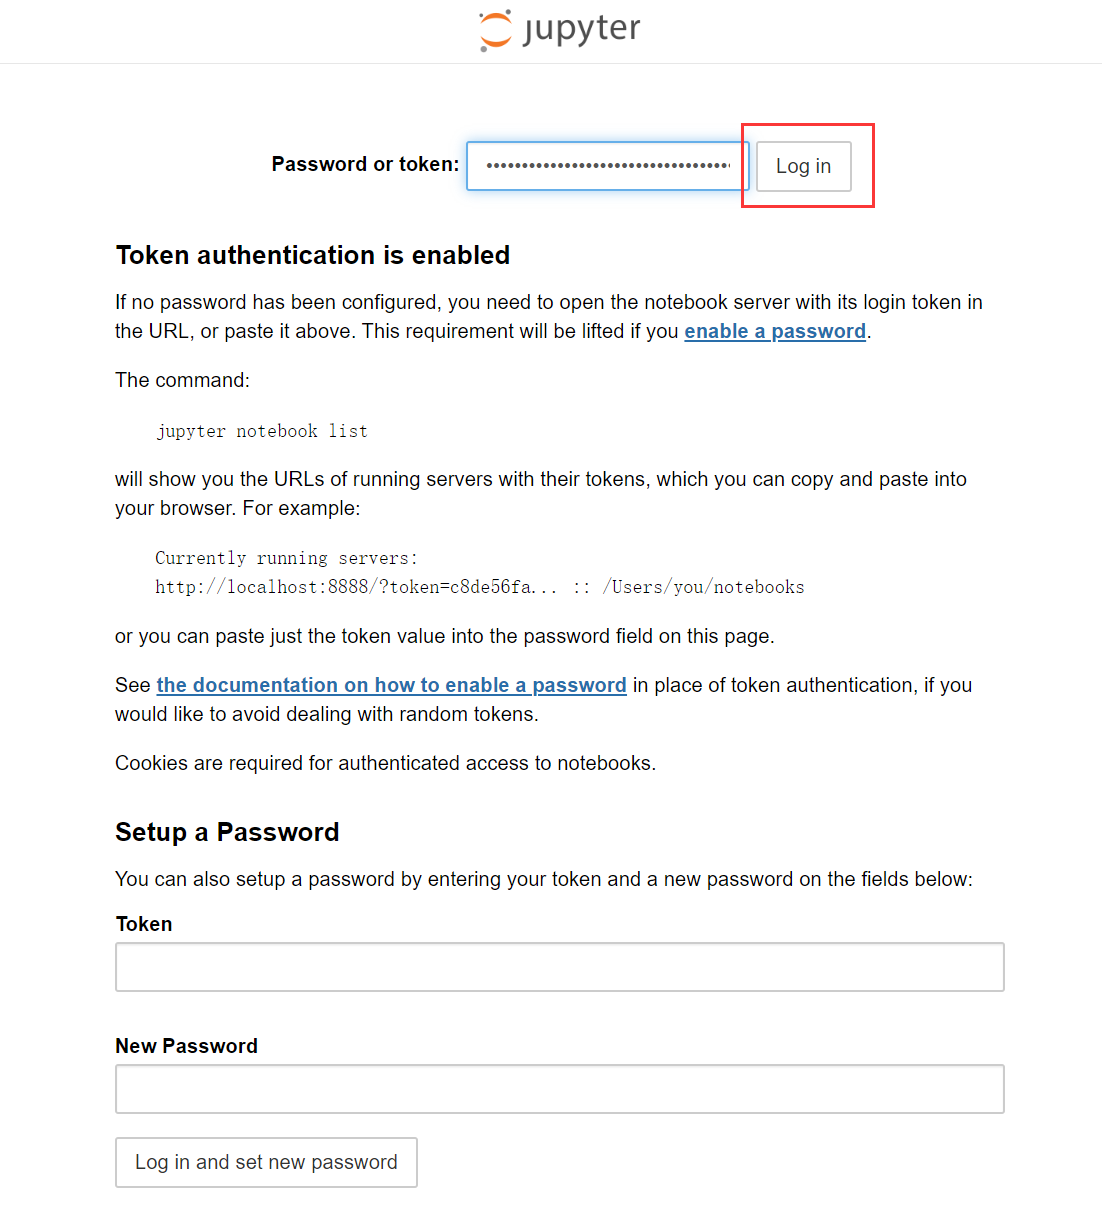 jupyter
Password or token: •••••••••••••••••••••••••••••••••• Log in
Token authentication is enabled
If no password has been configured, you need to open the notebook server with its login token in
the URL, or paste it above. This requirement will be lifted if you enable a password.
The command:
jupyter notebook list
will show you the URLs of running servers with their tokens, which you can copy and paste into
your browser. For example:
Currently running servers:
http://localhost:8888/?token=c8de56fa... :: /Users/you/notebooks
or you can paste just the token value into the password field on this page.
See the documentation on how to enable a password in place of token authentication, if you
would like to avoid dealing with random tokens.
Cookies are required for authenticated access to notebooks.
Setup a Password
You can also setup a password by entering your token and a new password on the fields below:
Token
New Password
Log in and set new password